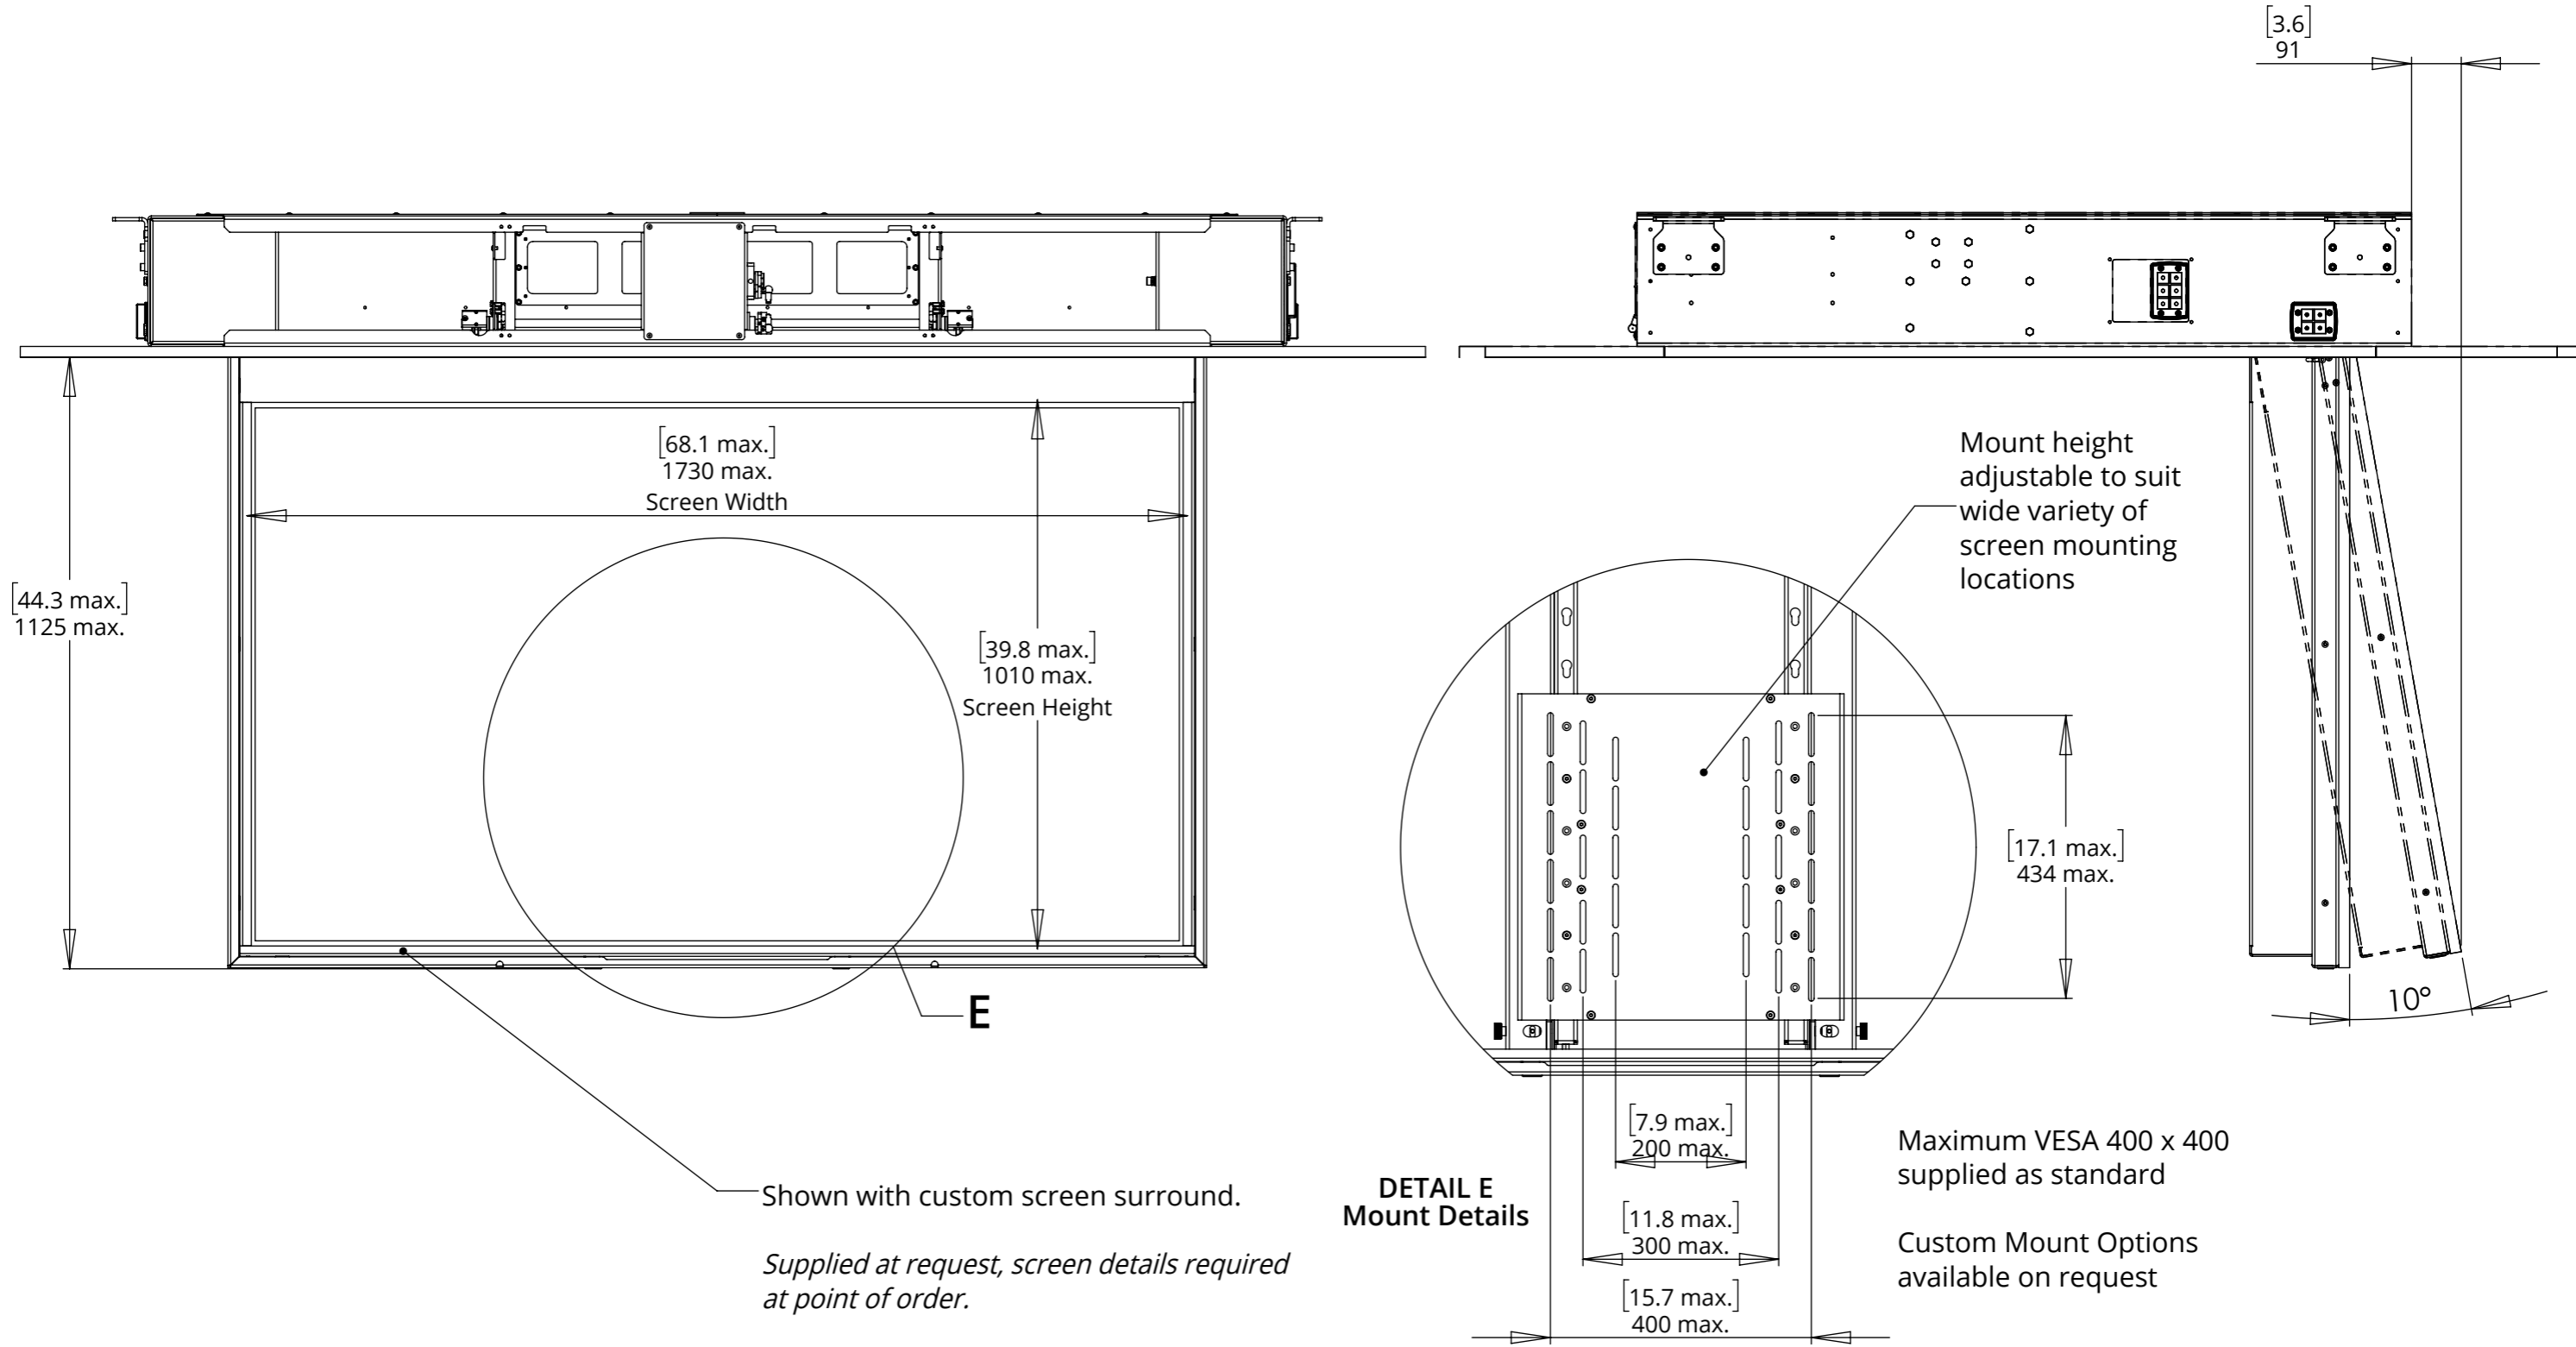 [3.6]
91
[68.1 max.]
1730 max.
Screen Width
[44.3 max.]
1125 max.
[39.8 max.]
1010 max.
Screen Height
E
Shown with custom screen surround.
Supplied at request, screen details required
at point of order.
Mount height
adjustable to suit
wide variety of
screen mounting
locations
[17.1 max.]
434 max.
10°
[7.9 max.]
200 max.
DETAIL E
Mount Details
[11.8 max.]
300 max.
[15.7 max.]
400 max.
Maximum VESA 400 x 400
supplied as standard
Custom Mount Options
available on request